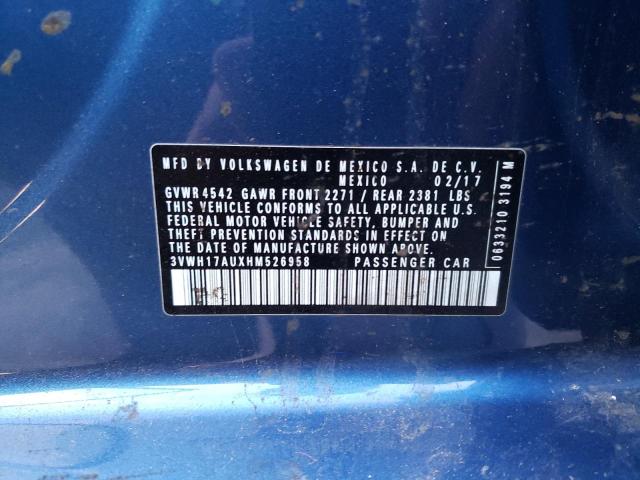 MFD BY VOLKSWAGEN DE MEXICO S.A. DE C.V.
MEXICO 02/17
GVWR 4542 GAWR FRONT 2271 / REAR 2381 LBS
THIS VEHICLE CONFORMS TO ALL APPLICABLE U.S.
FEDERAL MOTOR VEHICLE SAFETY, BUMPER AND
THEFT PREVENTION STANDARDS IN EFFECT ON
THE DATE OF MANUFACTURE SHOWN ABOVE.
3VWH17AUXHM526958 PASSENGER CAR
0633210 3194 M